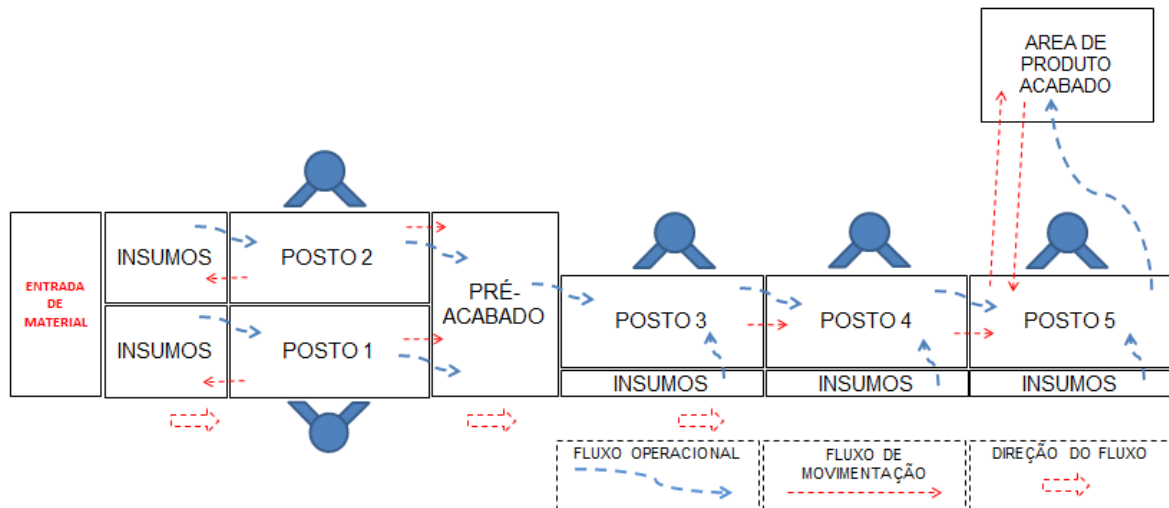 AREA DE
PRODUTO
ACABADO
ENTRADA
DE
MATERIAL
INSUMOS
POSTO 2
INSUMOS
POSTO 1
PRÉ-
ACABADO
POSTO 3
POSTO 4
POSTO 5
INSUMOS
INSUMOS
INSUMOS
FLUXO OPERACIONAL
FLUXO DE
MOVIMENTAÇÃO
DIREÇÃO DO FLUXO